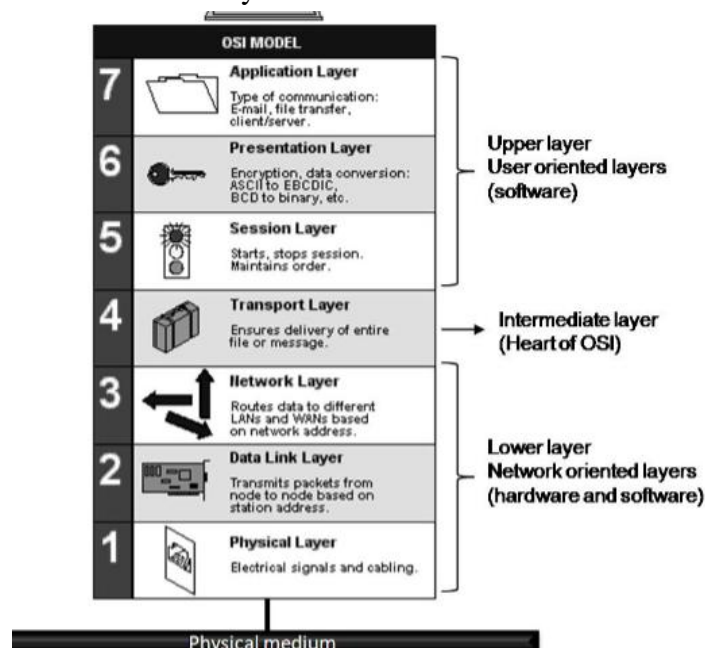 OSI MODEL
7
Application Layer
Type of communication:
E-mail, file transfer,
client/server.
6
Presentation Layer
Encryption, data conversion:
ASCII to EBCDIC,
BCD to binary, etc.
5
Session Layer
Starts, stops session.
Maintains order.
Upper layer
User oriented layers
(software)
4
Transport Layer
Ensures delivery of entire
file or message.
Intermediate layer
(Heart of OSI)
3
Network Layer
Routes data to different
LANs and WANs based
on network address.
2
Data Link Layer
Transmits packets from
node to node based on
station address.
1
Physical Layer
Electrical signals and cabling.
Lower layer
Network oriented layers
(hardware and software)
Physical medium